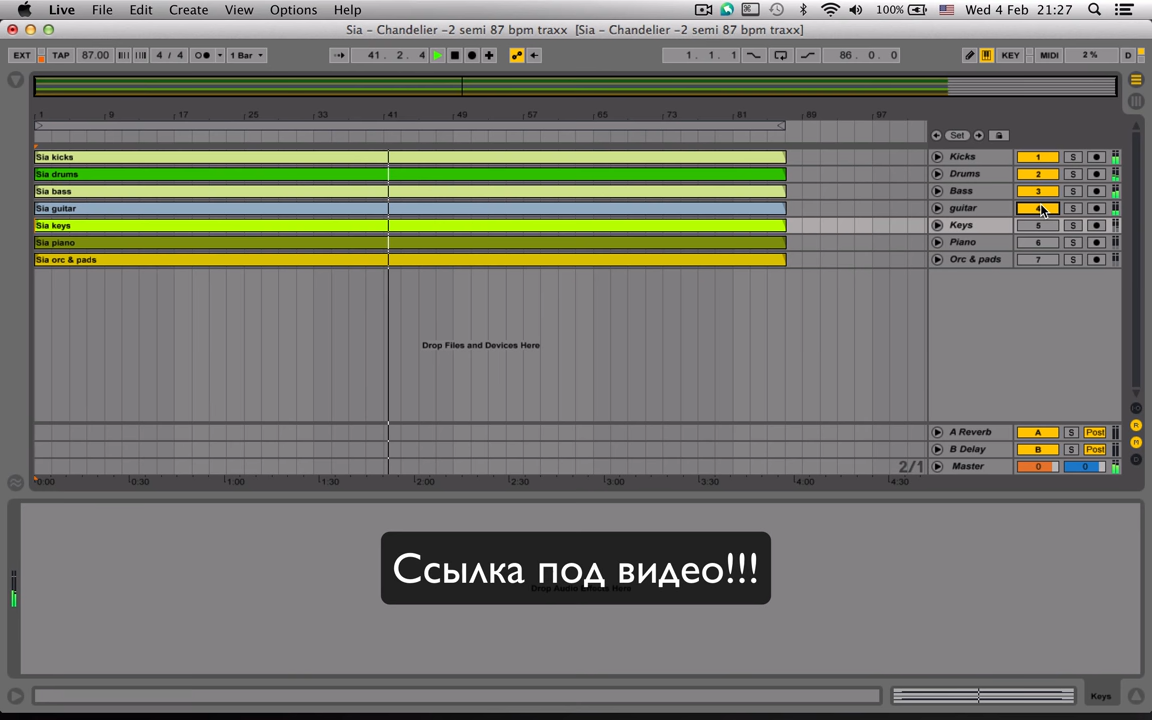 Live File Edit Create View Options Help 100% Wed 4 Feb 21:27
Sia - Chandelier -2 semi 87 bpm traxx [Sia - Chandelier -2 semi 87 bpm traxx]
EXT TAP 87.00 4 / 4 1 Bar 41. 2. 4 1. 1. 1 86. 0. 0 KEY MIDI 2 % D
1 9 17 25 33 41 49 57 65 73 81 89 97
Set
Sia kicks Kicks 1 S
Sia drums Drums 2 S
Sia bass Bass 3 S
Sia guitar guitar 4 S
Sia keys Keys 5 S
Sia piano Piano 6 S
Sia orc & pads Orc & pads 7 S
Drop Files and Devices Here
A Reverb A S Post
B Delay B S Post
2/1 Master 0 0
0:00 0:30 1:00 1:30 2:00 2:30 3:00 3:30 4:00 4:30
Ссылка под видео!!!
Drop Audio Effects Here
Keys